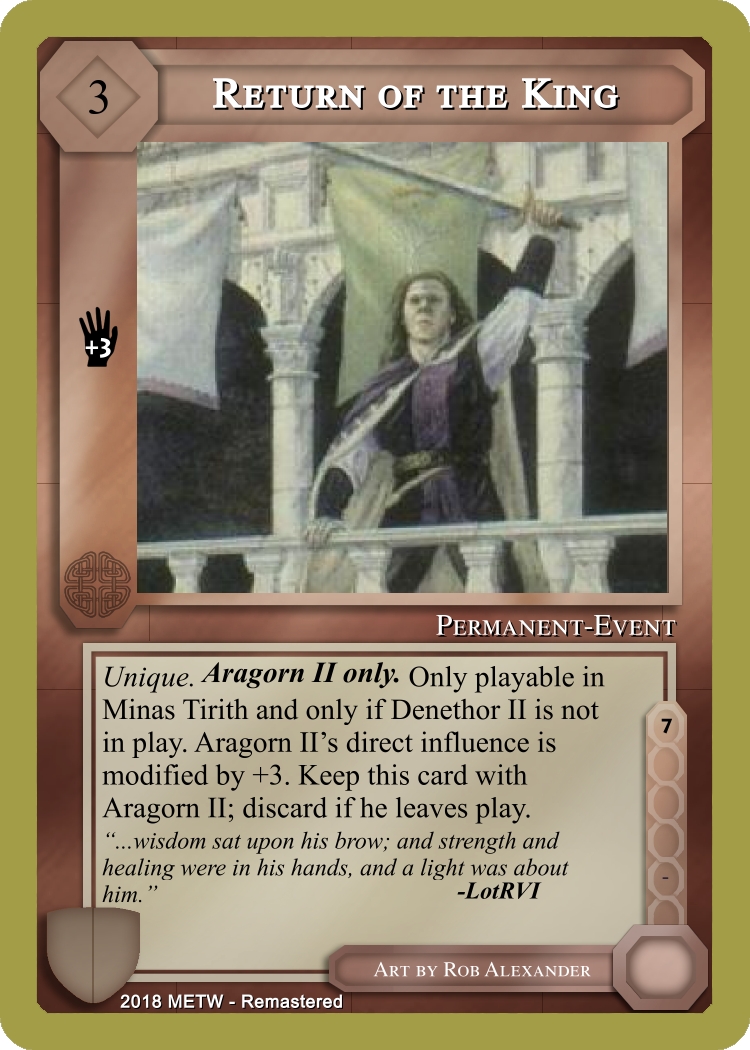 3
RETURN OF THE KING
+3
PERMANENT-EVENT
Unique. Aragorn II only. Only playable in
Minas Tirith and only if Denethor II is not
in play. Aragorn II’s direct influence is
modified by +3. Keep this card with
Aragorn II; discard if he leaves play.
“...wisdom sat upon his brow; and strength and
healing were in his hands, and a light was about
him.” -LotRVI
7
-
ART BY ROB ALEXANDER
2018 METW - Remastered